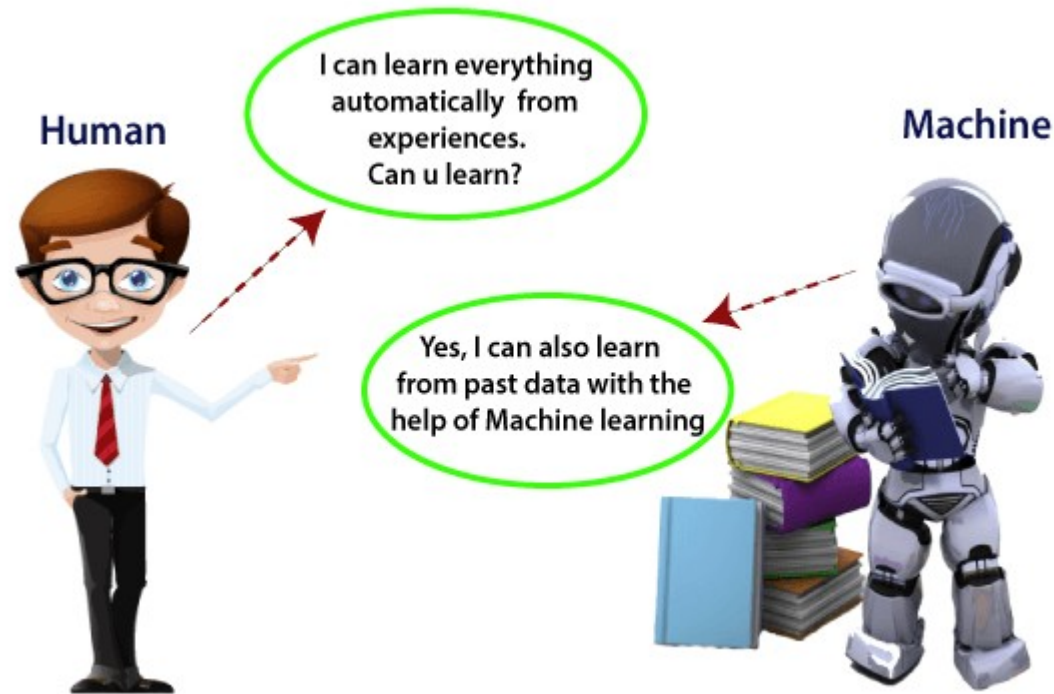 Human
I can learn everything
automatically from
experiences.
Can u learn?
Machine
Yes, I can also learn
from past data with the
help of Machine learning